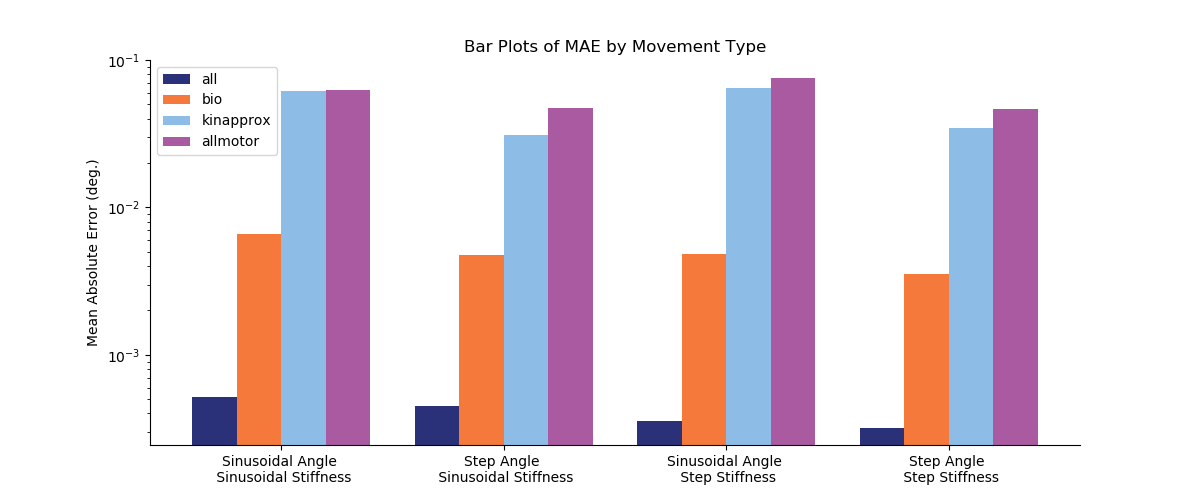 Bar Plots of MAE by Movement Type
10⁻¹
10⁻²
10⁻³
Mean Absolute Error (deg.)
all
bio
kinapprox
allmotor
Sinusoidal Angle
Sinusoidal Stiffness
Step Angle
Sinusoidal Stiffness
Sinusoidal Angle
Step Stiffness
Step Angle
Step Stiffness